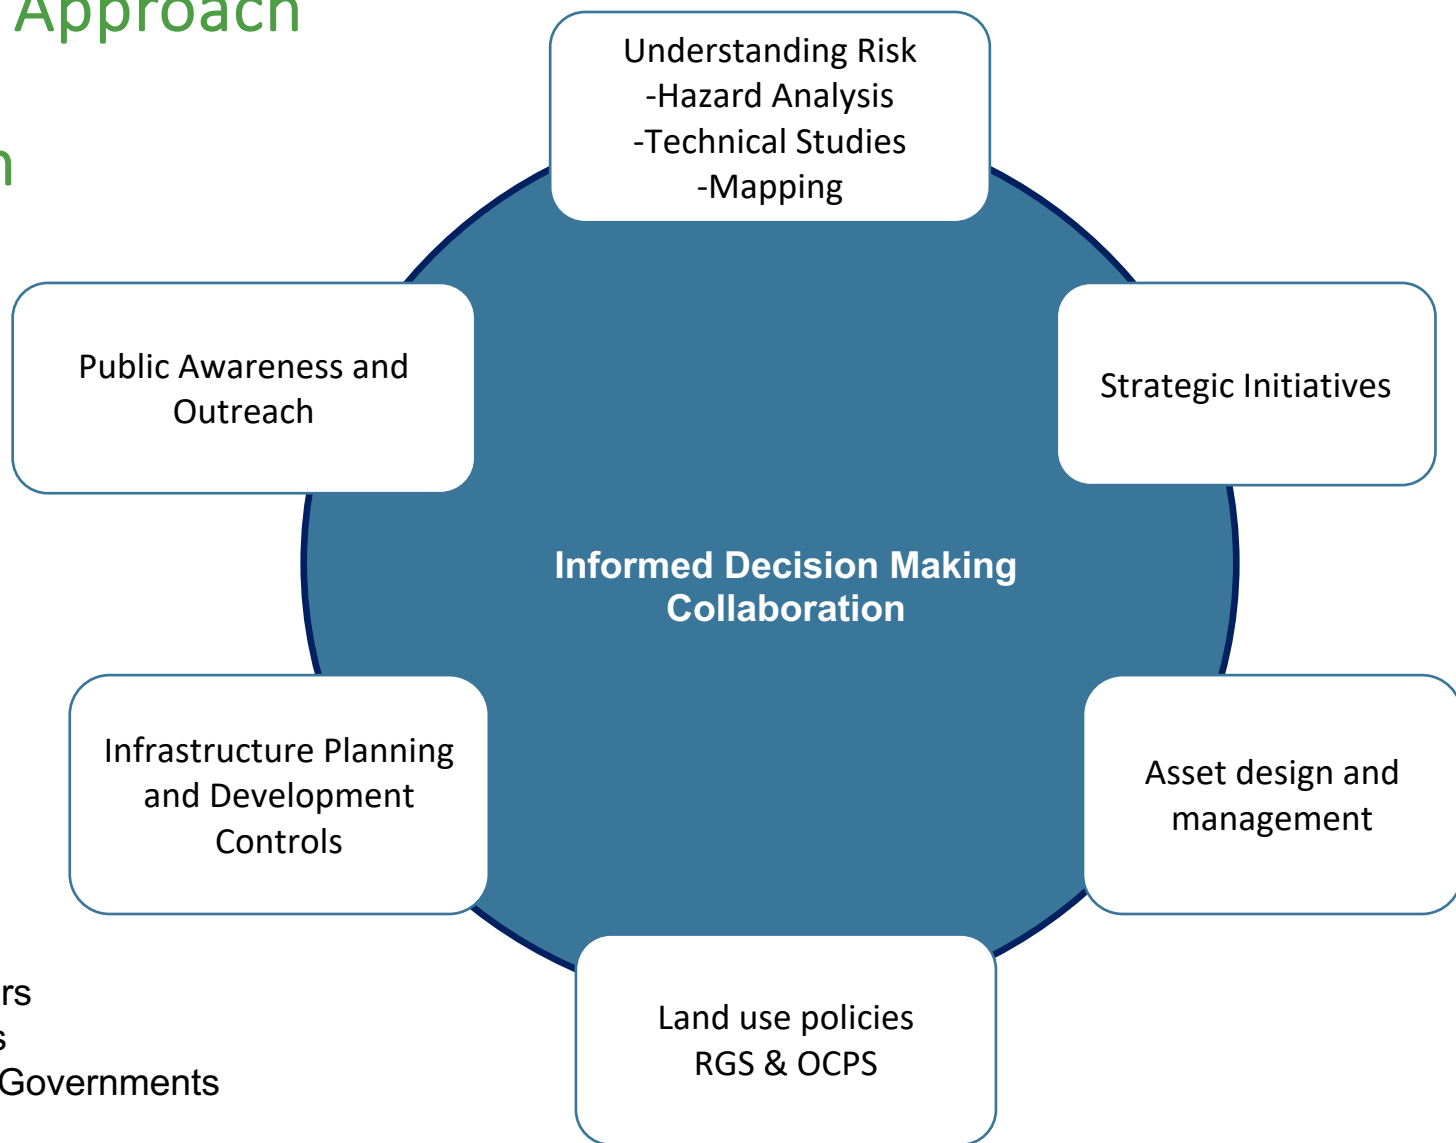 Approach
Understanding Risk
-Hazard Analysis
-Technical Studies
-Mapping
Public Awareness and
Outreach
Strategic Initiatives
Informed Decision Making
Collaboration
Infrastructure Planning
and Development
Controls
Asset design and
management
Land use policies
RGS & OCPS
Governments